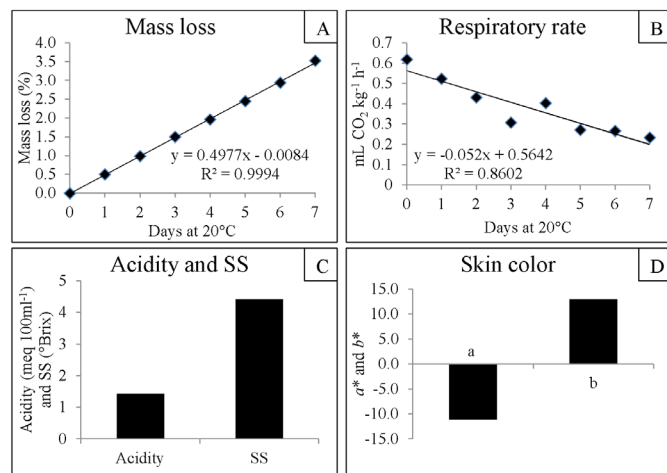 Mass loss
A
Mass loss (%)
4.0
3.5
3.0
2.5
2.0
1.5
1.0
0.5
0.0
y = 0.4977x - 0.0084
R² = 0.9994
0 1 2 3 4 5 6 7
Days at 20°C
Respiratory rate
B
mL CO₂ kg⁻¹ h⁻¹
0.7
0.6
0.5
0.4
0.3
0.2
0.1
0
y = -0.052x + 0.5642
R² = 0.8602
0 1 2 3 4 5 6 7
Days at 20°C
Acidity and SS
C
Acidity (meq 100ml⁻¹)
and SS (°Brix)
5
4
3
2
1
0
Acidity SS
Skin color
D
a* and b*
15.0
10.0
5.0
0.0
-5.0
-10.0
-15.0
a
b